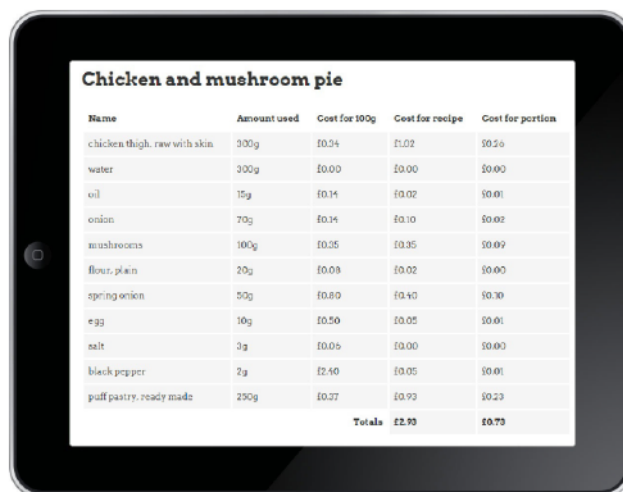 Chicken and mushroom pie
Name Amount used Cost for 100g Cost for recipe Cost for portion
chicken thigh, raw with skin 300g £0.34 £1.02 £0.26
water 300g £0.00 £0.00 £0.00
oil 15g £0.14 £0.02 £0.01
onion 70g £0.14 £0.10 £0.02
mushrooms 100g £0.35 £0.35 £0.09
flour, plain 20g £0.08 £0.02 £0.00
spring onion 50g £0.80 £0.40 £0.10
egg 10g £0.50 £0.05 £0.01
salt 3g £0.06 £0.00 £0.00
black pepper 2g £2.40 £0.05 £0.01
puff pastry, ready made 250g £0.37 £0.93 £0.23
Totals £2.93 £0.73